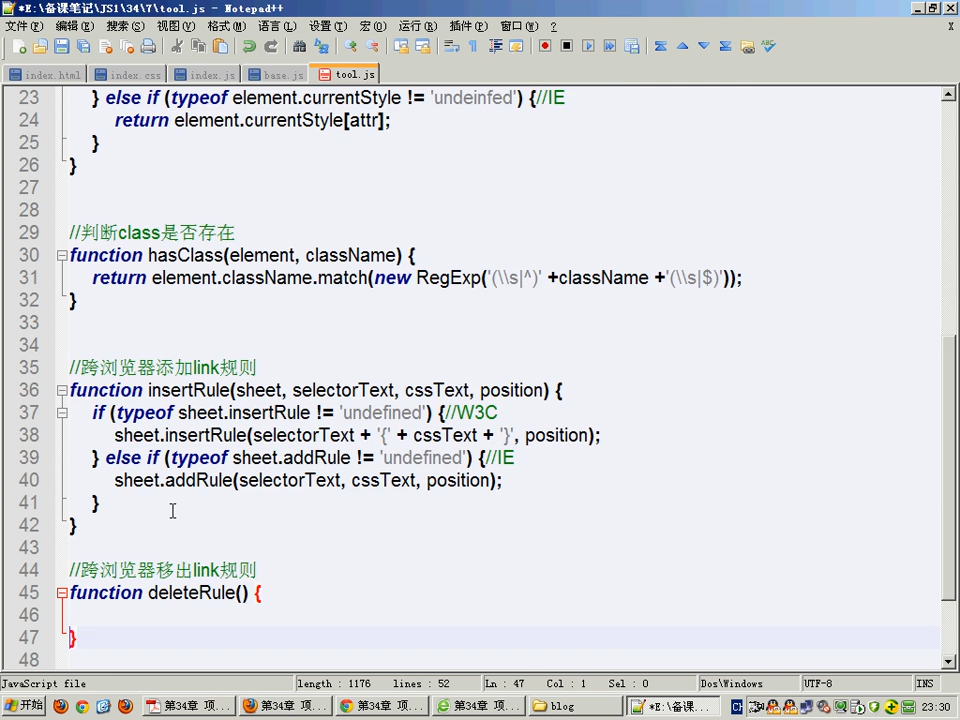 *E:\备课笔记\JS1\34\7\tool.js - Notepad++
文件(F) 编辑(E) 搜索(S) 视图(V) 格式(M) 语言(L) 设置(T) 宏(O) 运行(R) 插件(P) 窗口(W) ? X
index.html index.css index.js base.js tool.js
23 } else if (typeof element.currentStyle != 'undeinfed') {//IE
24 return element.currentStyle[attr];
25 }
26 }
27
28
29 //判断class是否存在
30 function hasClass(element, className) {
31 return element.className.match(new RegExp('(\\s|^)' +className +'(\\s|$)'));
32 }
33
34
35 //跨浏览器添加link规则
36 function insertRule(sheet, selectorText, cssText, position) {
37 if (typeof sheet.insertRule != 'undefined') {//W3C
38 sheet.insertRule(selectorText + '{' + cssText + '}', position);
39 } else if (typeof sheet.addRule != 'undefined') {//IE
40 sheet.addRule(selectorText, cssText, position);
41 }
42 }
43
44 //跨浏览器移出link规则
45 function deleteRule() {
46
47 }
48
JavaScript file length : 1176 lines : 52 Ln : 47 Col : 1 Sel : 0 Dos\Windows UTF-8 INS
开始 第34章 项... 第34章 项... 第34章 项... 第34章 项... blog *E:\备课... CH 23:30